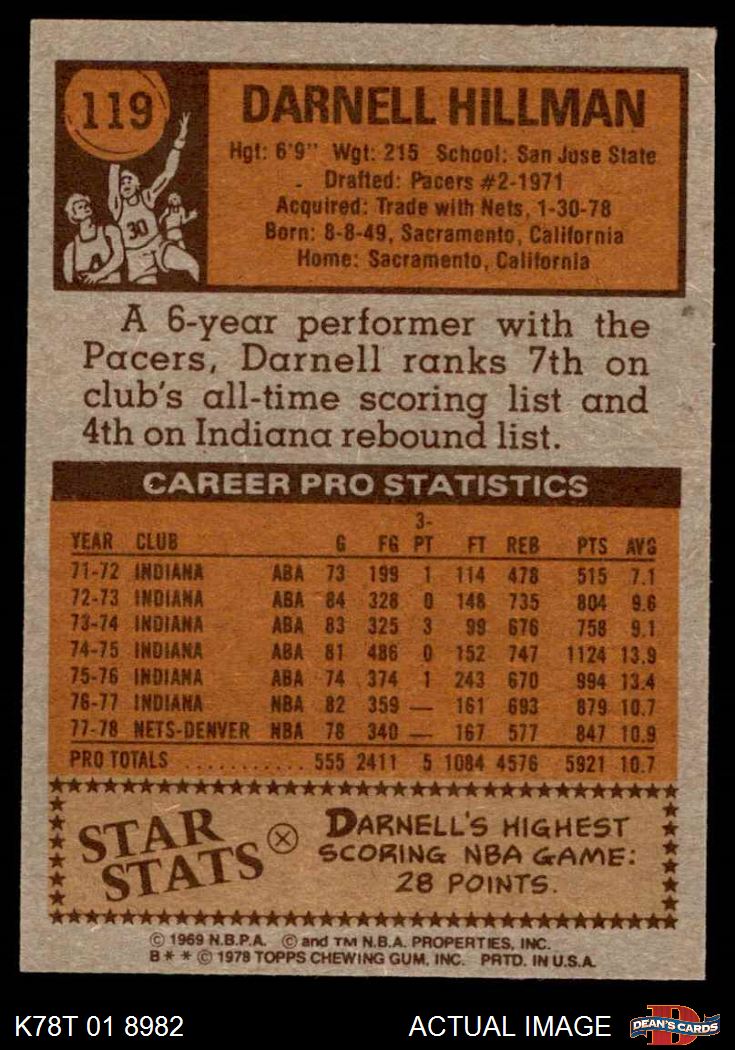 119
DARNELL HILLMAN
Hgt: 6'9" Wgt: 215 School: San Jose State
Drafted: Pacers #2-1971
Acquired: Trade with Nets, 1-30-78
Born: 8-8-49, Sacramento, California
Home: Sacramento, California
30
A 6-year performer with the
Pacers, Darnell ranks 7th on
club's all-time scoring list and
4th on Indiana rebound list.
CAREER PRO STATISTICS
YEAR CLUB G FG 3-PT FT REB PTS AVG
71-72 INDIANA ABA 73 199 1 114 478 515 7.1
72-73 INDIANA ABA 84 328 0 148 735 804 9.6
73-74 INDIANA ABA 83 325 3 99 676 758 9.1
74-75 INDIANA ABA 81 486 0 152 747 1124 13.9
75-76 INDIANA ABA 74 374 1 243 670 994 13.4
76-77 INDIANA NBA 82 359 — 161 693 879 10.7
77-78 NETS-DENVER NBA 78 340 — 167 577 847 10.9
PRO TOTALS ........... 555 2411 5 1084 4576 5921 10.7
STAR
STATS
DARNELL'S HIGHEST
SCORING NBA GAME:
28 POINTS.
© 1969 N.B.P.A. © and TM N.B.A. PROPERTIES, INC.
B * * © 1978 TOPPS CHEWING GUM, INC. PRTD. IN U.S.A.
K78T 01 8982
ACTUAL IMAGE
DEAN'S CARDS